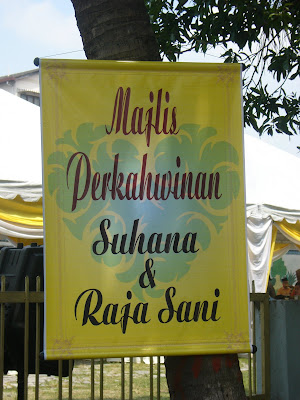 Majlis
Perkahwinan
Suhana
&
Raja Sani